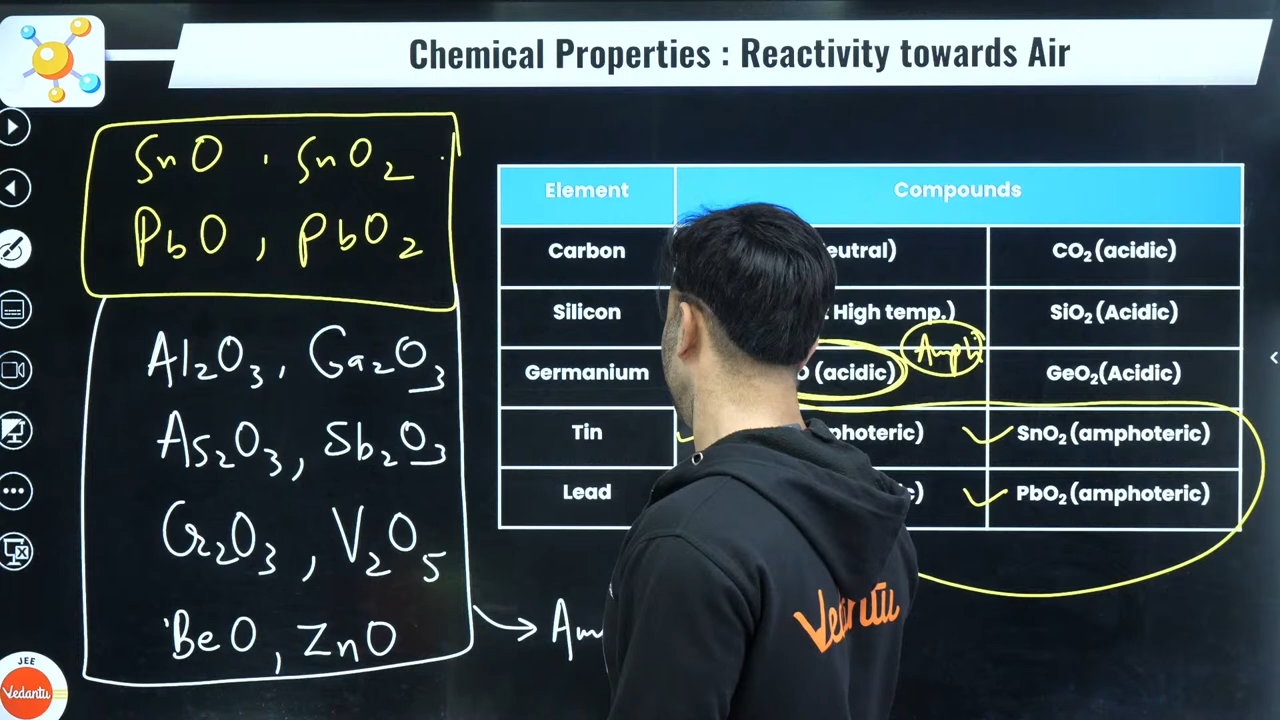 Chemical Properties : Reactivity towards Air
SnO , SnO₂
PbO , PbO₂
Al₂O₃, Ga₂O₃
As₂O₃, Sb₂O₃
Cr₂O₃, V₂O₅
BeO, ZnO
Element Compounds
Carbon CO₂ (acidic)
Silicon High temp.) SiO₂ (Acidic)
Germanium (acidic) GeO₂(Acidic)
Tin SnO₂ (amphoteric)
Lead PbO₂ (amphoteric)
Am
JEE
Vedantu
Vedantu